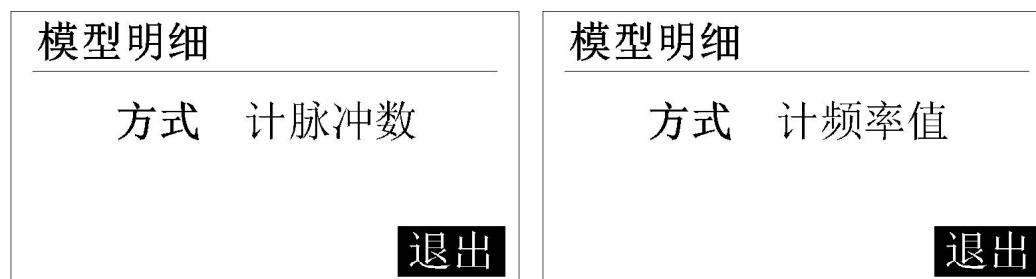 模型明细
方式 计脉冲数
退出
模型明细
方式 计频率值
退出